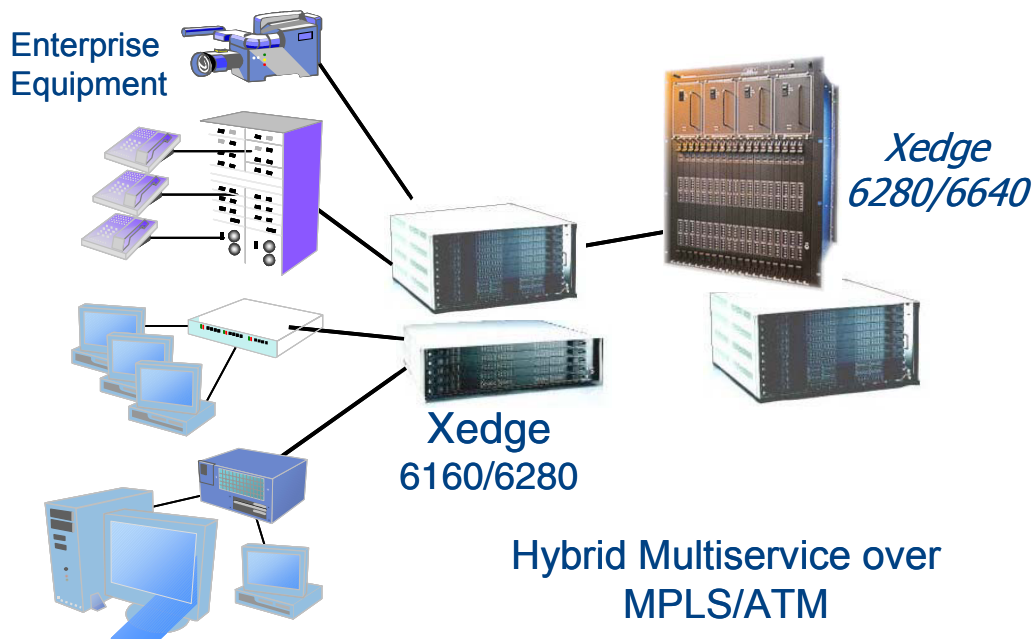 Enterprise
Equipment
Xedge
6280/6640
Xedge
6160/6280
Hybrid Multiservice over
MPLS/ATM